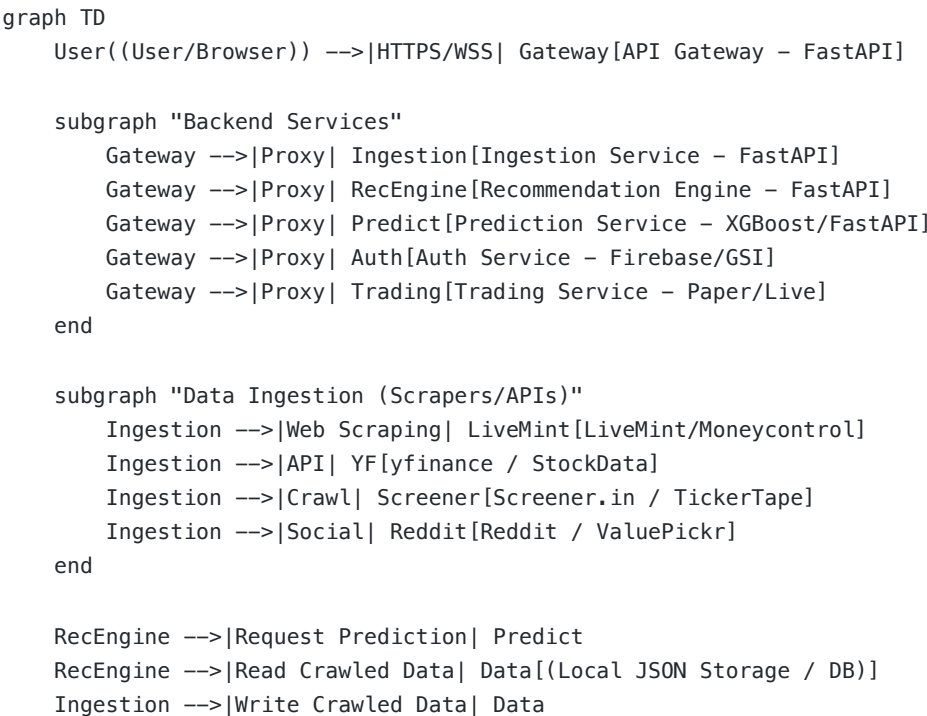 graph TD
    User((User/Browser)) -->|HTTPS/WSS| Gateway[API Gateway - FastAPI]

    subgraph "Backend Services"
        Gateway -->|Proxy| Ingestion[Ingestion Service - FastAPI]
        Gateway -->|Proxy| RecEngine[Recommendation Engine - FastAPI]
        Gateway -->|Proxy| Predict[Prediction Service - XGBoost/FastAPI]
        Gateway -->|Proxy| Auth[Auth Service - Firebase/GSI]
        Gateway -->|Proxy| Trading[Trading Service - Paper/Live]
    end

    subgraph "Data Ingestion (Scrapers/APIs)"
        Ingestion -->|Web Scraping| LiveMint[LiveMint/Moneycontrol]
        Ingestion -->|API| YF[yfinance / StockData]
        Ingestion -->|Crawl| Screener[Screener.in / TickerTape]
        Ingestion -->|Social| Reddit[Reddit / ValuePickr]
    end

    RecEngine -->|Request Prediction| Predict
    RecEngine -->|Read Crawled Data| Data[(Local JSON Storage / DB)]
    Ingestion -->|Write Crawled Data| Data